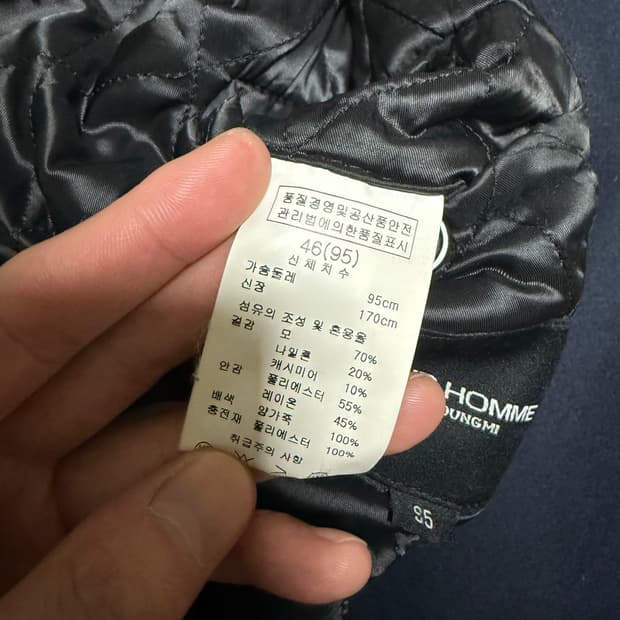 품질경영및공산품안전
관리법에의한품질표시
46(95)
신체치수
가슴둘레 95cm
신장 170cm
섬유의 조성 및 혼용율
겉감 모 70%
나일론 20%
캐시미어 10%
안감 폴리에스터 55%
레이온 45%
배색 양가죽 100%
충전재 폴리에스터 100%
취급주의 사항
HOMME
OUNGMI
95